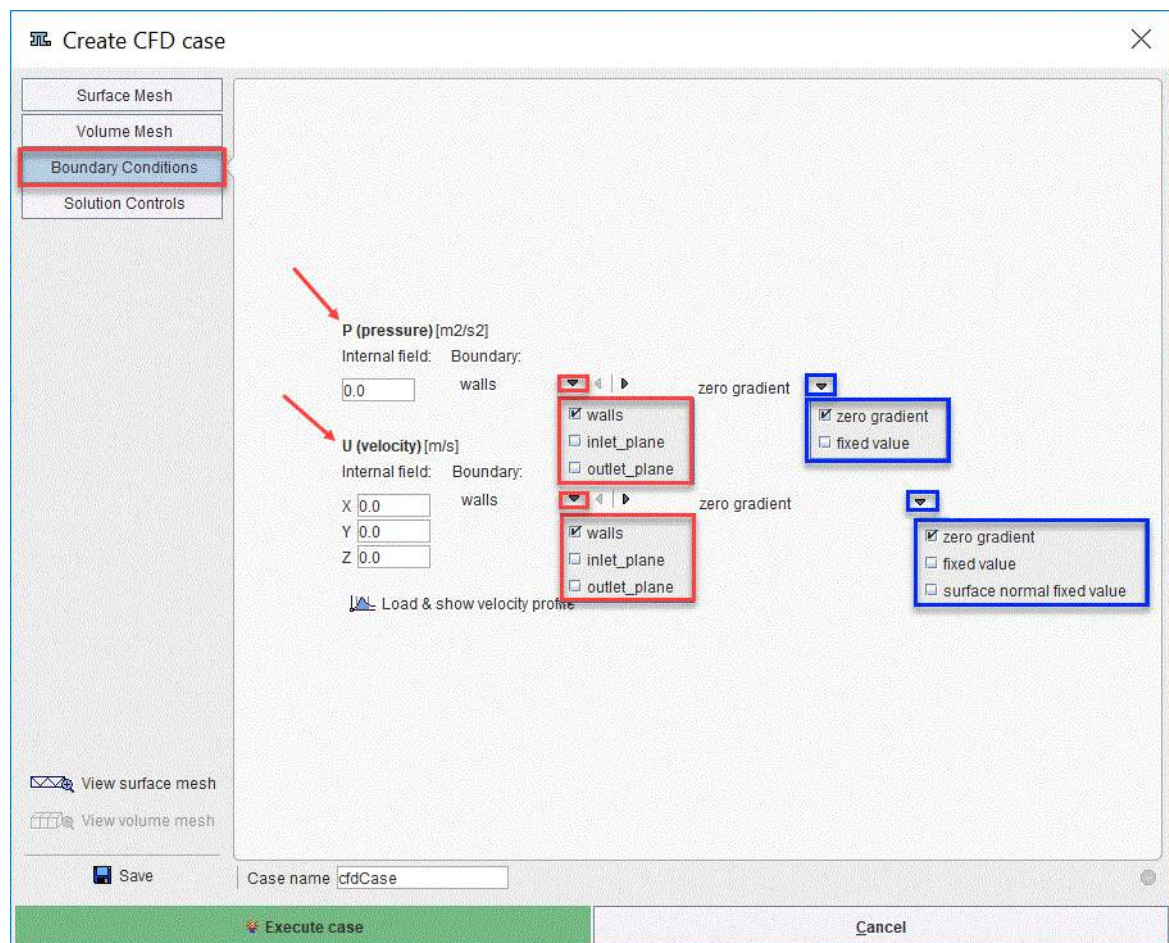 Create CFD case
Surface Mesh
Volume Mesh
Boundary Conditions
Solution Controls
P (pressure) [m2/s2]
Internal field: Boundary:
0.0 walls zero gradient
walls zero gradient
inlet_plane fixed value
outlet_plane
U (velocity) [m/s]
Internal field: Boundary:
X 0.0 walls zero gradient
Y 0.0 walls zero gradient
Z 0.0 inlet_plane fixed value
outlet_plane surface normal fixed value
Load & show velocity profile
View surface mesh
View volume mesh
Save Case name cfdCase
Execute case Cancel